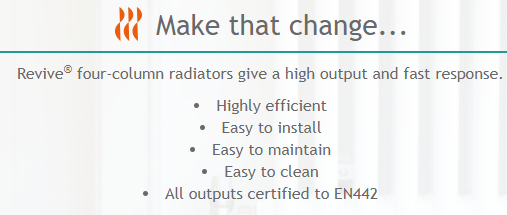 Make that change...
Revive® four-column radiators give a high output and fast response.
• Highly efficient
• Easy to install
• Easy to maintain
• Easy to clean
• All outputs certified to EN442